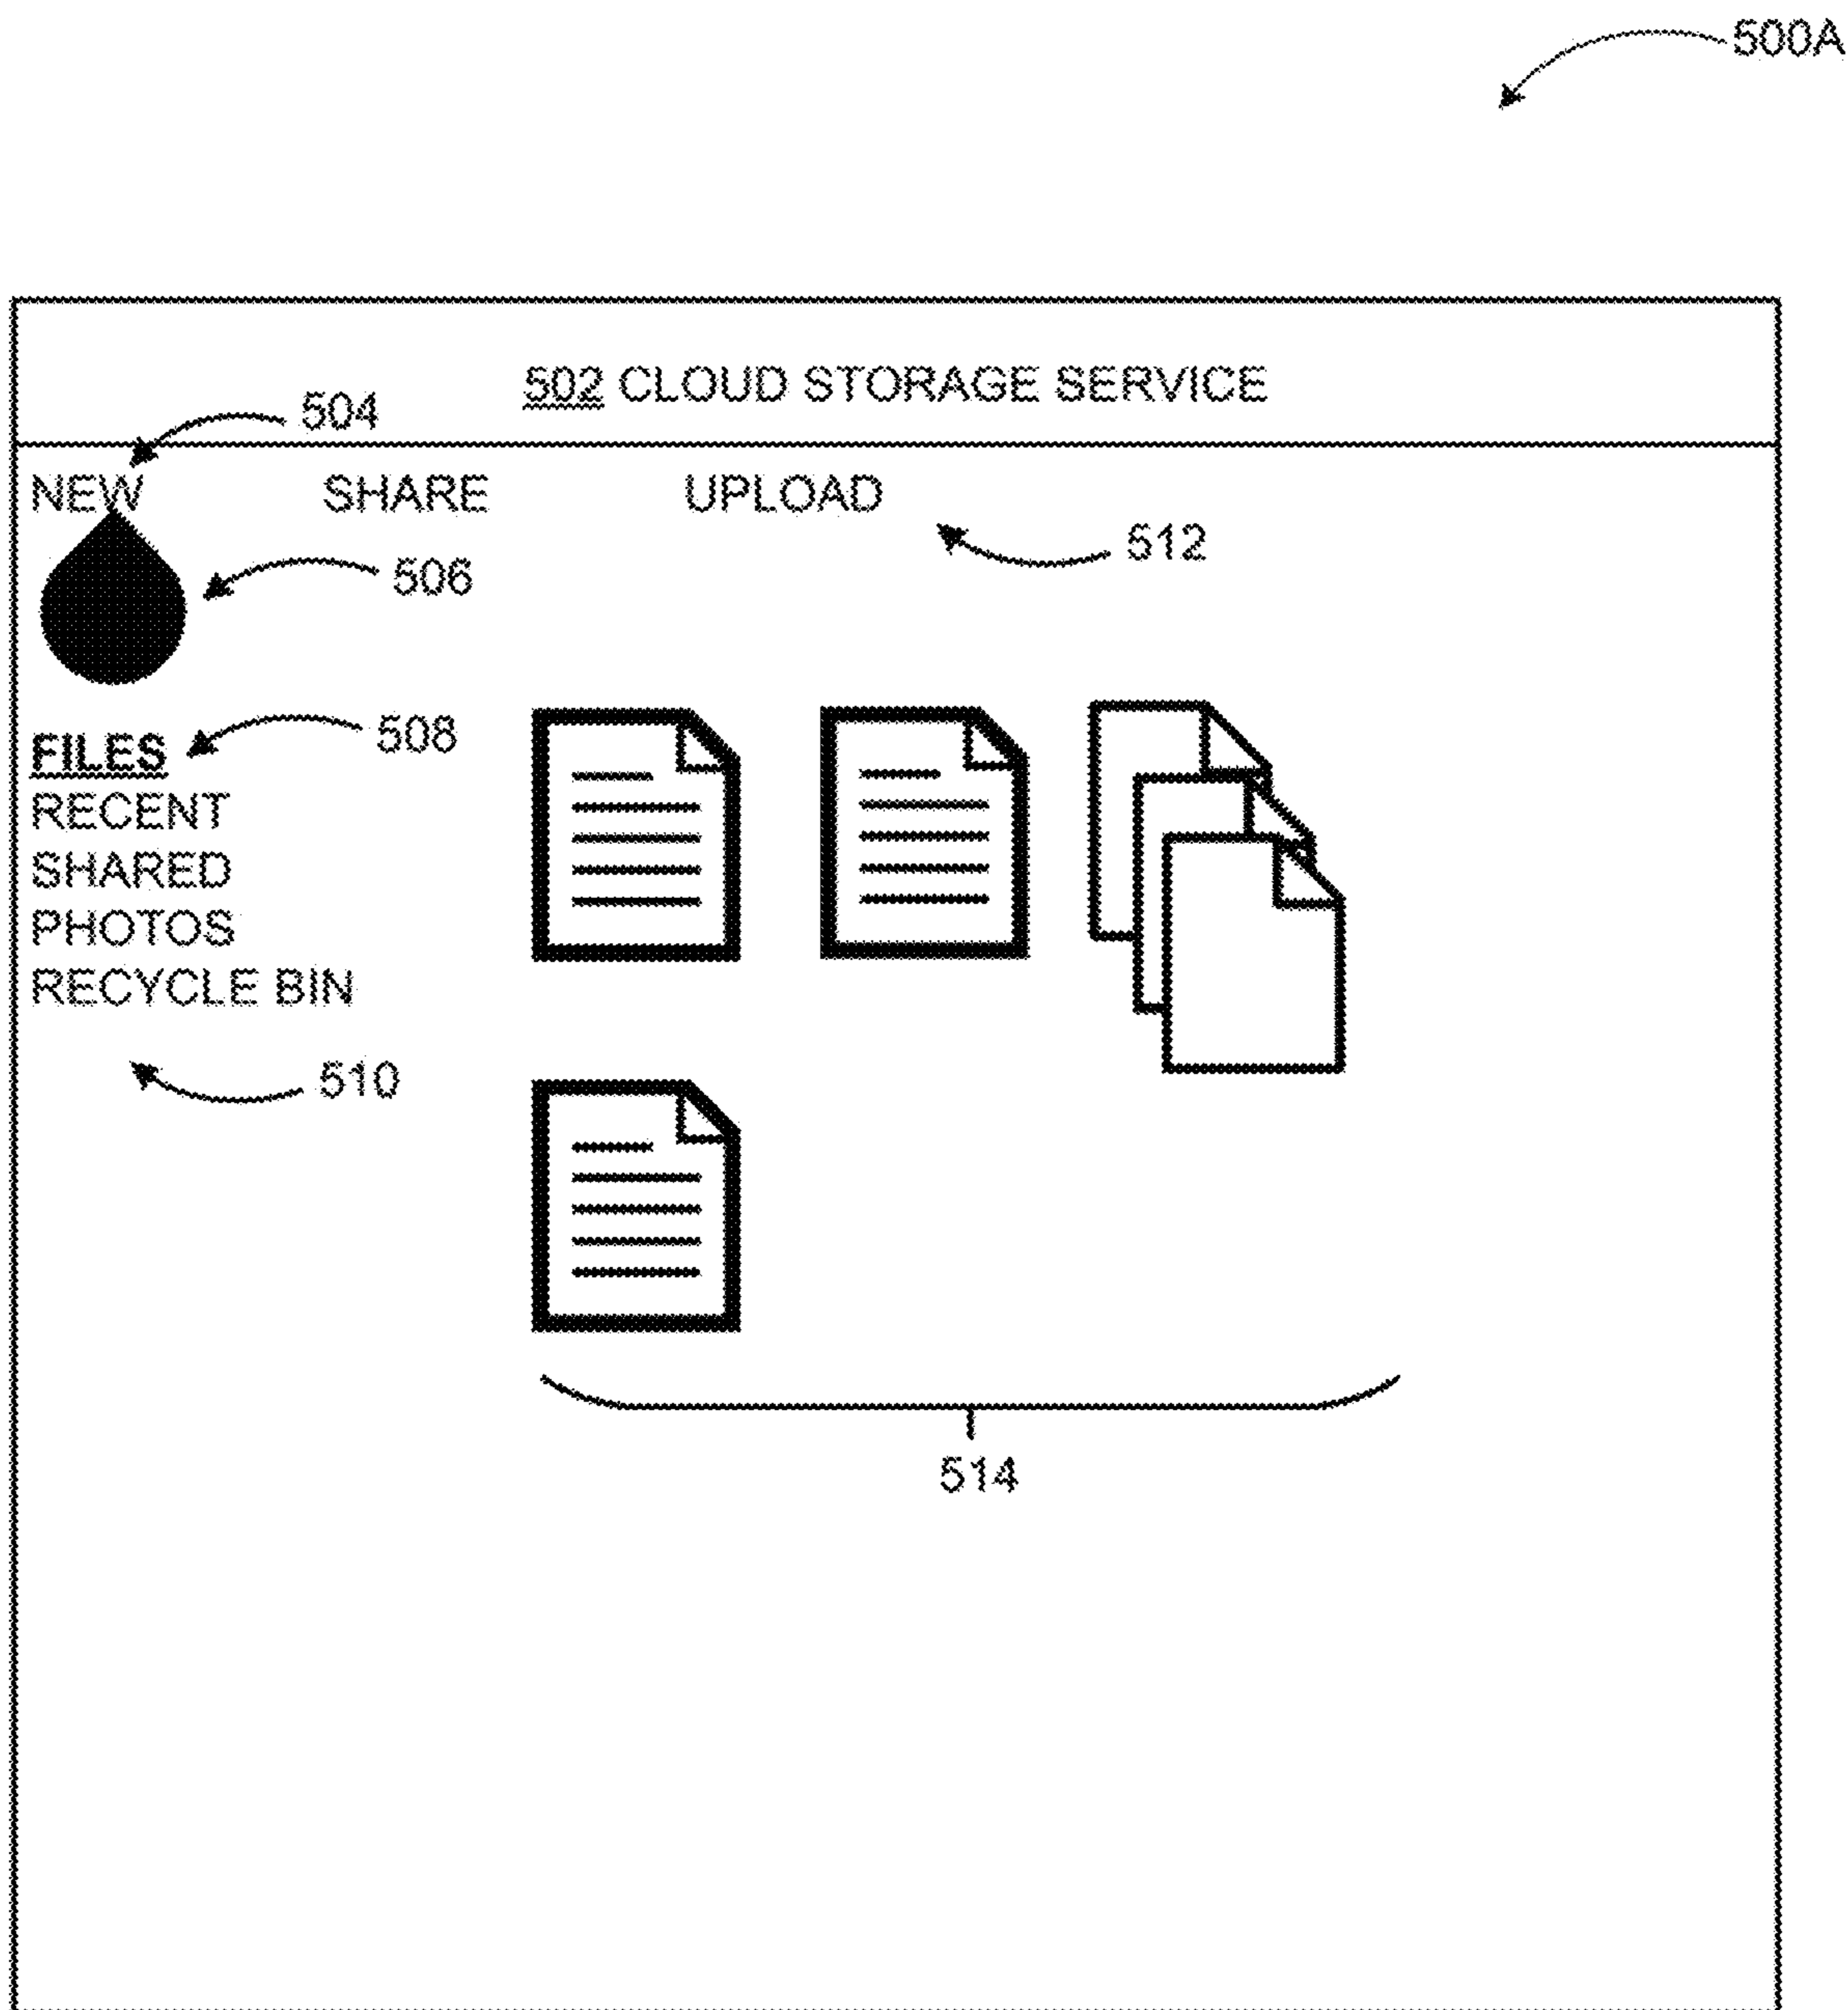 500A
502 CLOUD STORAGE SERVICE
504
NEW SHARE UPLOAD
512
506
508
FILES
RECENT
SHARED
PHOTOS
RECYCLE BIN
510
514